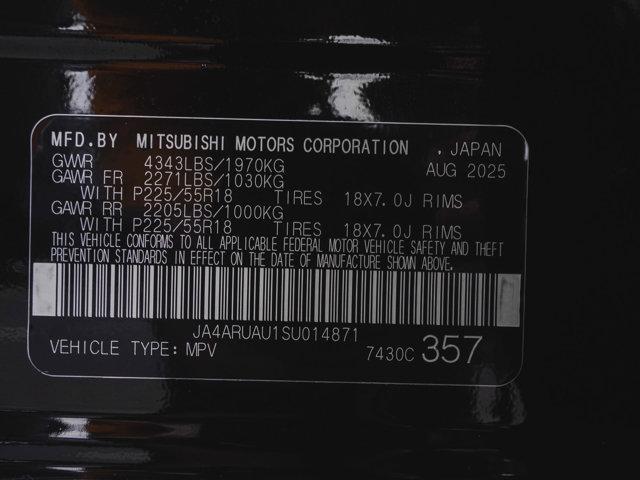 MFD.BY MITSUBISHI MOTORS CORPORATION , JAPAN
GVWR 4343LBS/1970KG AUG 2025
GAWR FR 2271LBS/1030KG
WITH P225/55R18 TIRES 18X7.0J RIMS
GAWR RR 2205LBS/1000KG
WITH P225/55R18 TIRES 18X7.0J RIMS
THIS VEHICLE CONFORMS TO ALL APPLICABLE FEDERAL MOTOR VEHICLE SAFETY AND THEFT
PREVENTION STANDARDS IN EFFECT ON THE DATE OF MANUFACTURE SHOWN ABOVE.
JA4ARUAU1SU014871
VEHICLE TYPE: MPV 7430C 357